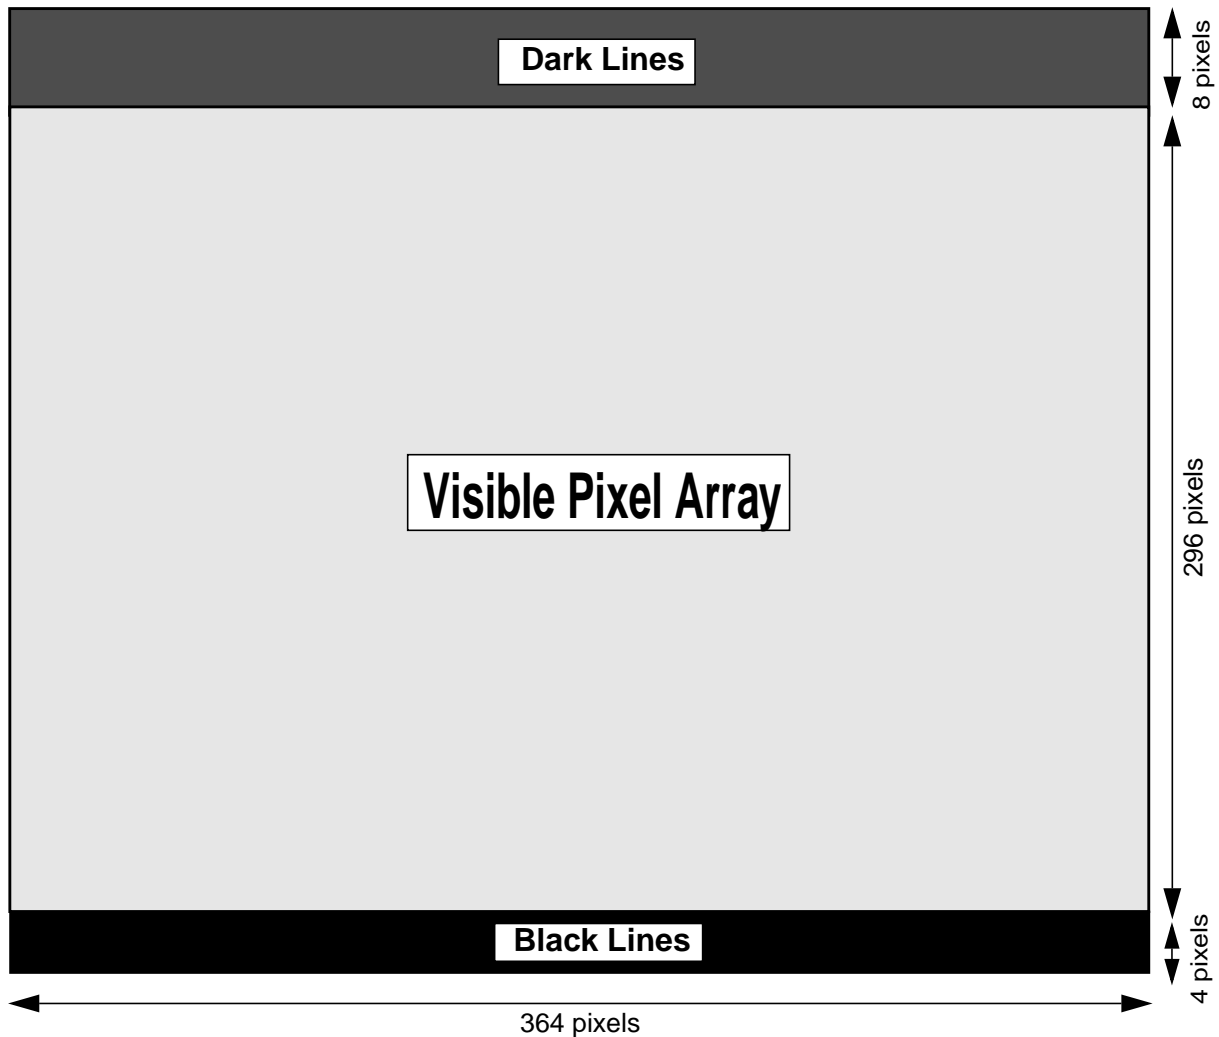 Dark Lines
8 pixels
Visible Pixel Array
296 pixels
Black Lines
4 pixels
364 pixels